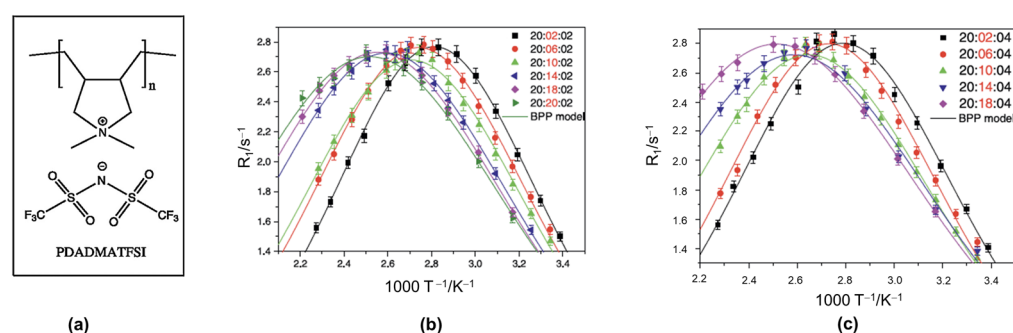 n
N
⊕
⊖
N
O
O
S
S
O
O
F₃C
CF₃
PDADMATFSI
(a)
R₁/s⁻¹
2.8
2.6
2.4
2.2
2.0
1.8
1.6
1.4
2.2
2.4
2.6
2.8
3.0
3.2
3.4
1000 T⁻¹/K⁻¹
20:02:02
20:06:02
20:10:02
20:14:02
20:18:02
20:20:02
BPP model
(b)
R₁/s⁻¹
2.8
2.6
2.4
2.2
2.0
1.8
1.6
1.4
2.2
2.4
2.6
2.8
3.0
3.2
3.4
1000 T⁻¹/K⁻¹
20:02:04
20:06:04
20:10:04
20:14:04
20:18:04
BPP model
(c)